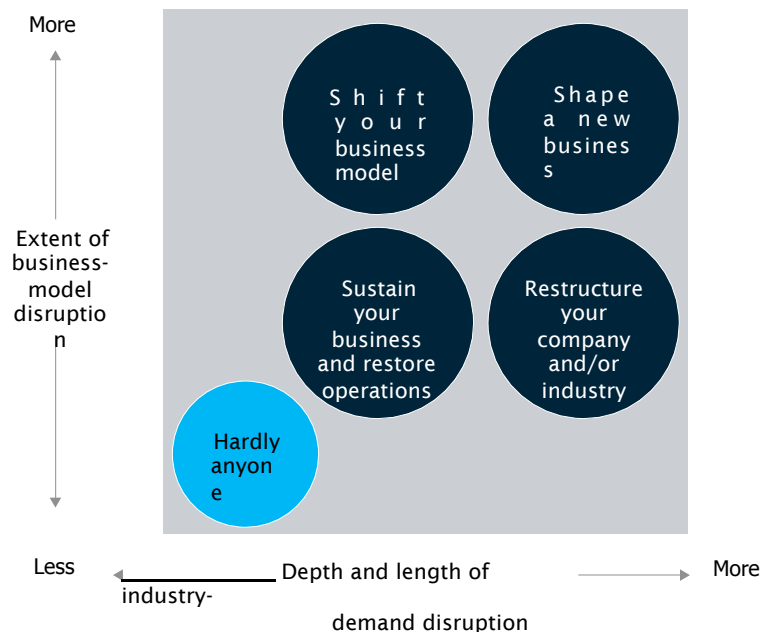 More
Shift
your
business
model
Shape
a new
busines
s
Extent of
business-
model
disruptio
n
Sustain
your
business
and restore
operations
Restructure
your
company
and/or
industry
Hardly
anyon
e
Less
Depth and length of
More
industry-
demand disruption